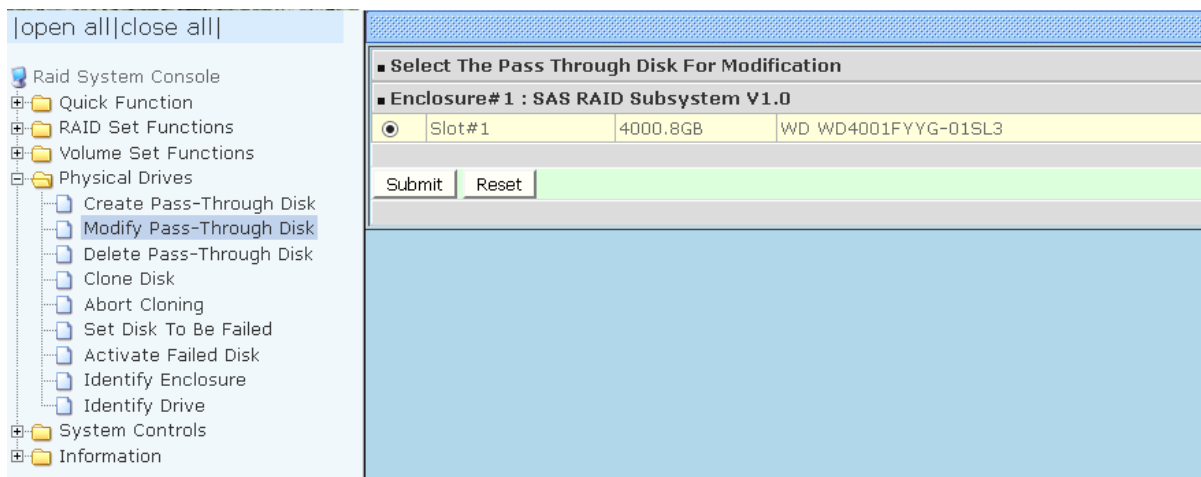 |open all|close all|
Raid System Console
Quick Function
RAID Set Functions
Volume Set Functions
Physical Drives
Create Pass-Through Disk
Modify Pass-Through Disk
Delete Pass-Through Disk
Clone Disk
Abort Cloning
Set Disk To Be Failed
Activate Failed Disk
Identify Enclosure
Identify Drive
System Controls
Information
Select The Pass Through Disk For Modification
Enclosure#1 : SAS RAID Subsystem V1.0
Slot#1 4000.8GB WD WD4001FYYG-01SL3
Submit Reset